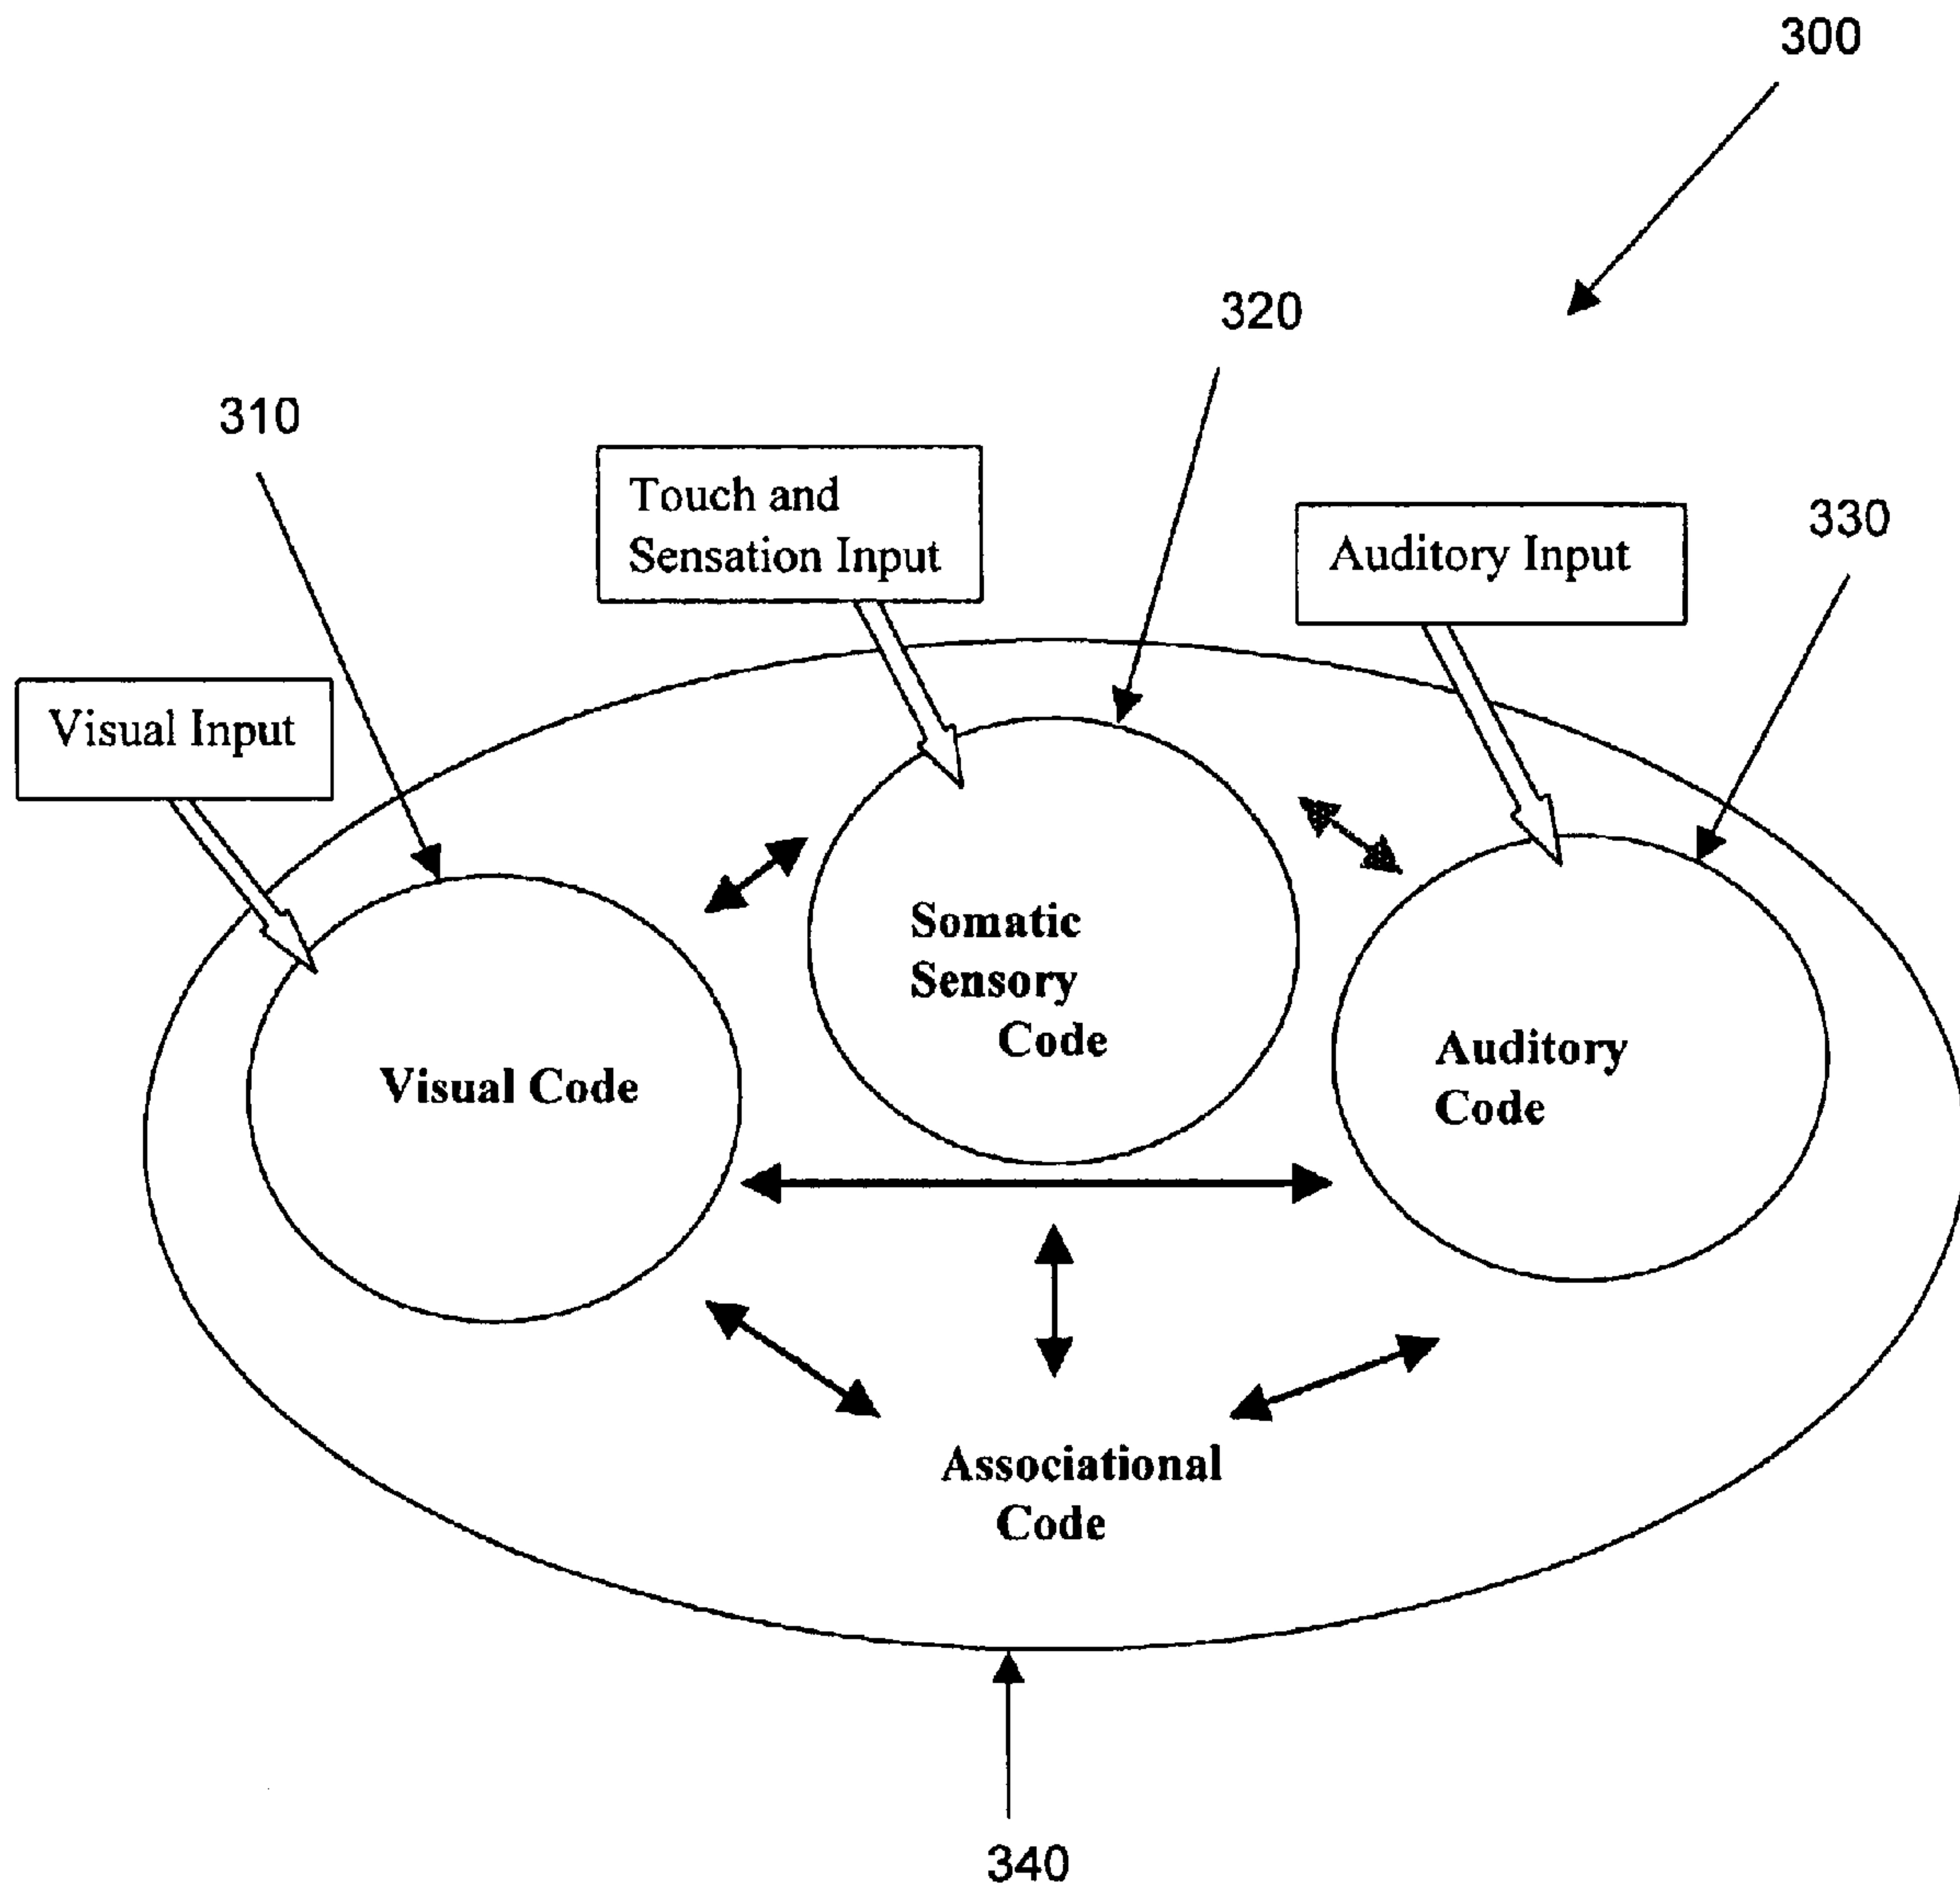 300
320
310
Touch and
Sensation Input
Auditory Input
330
Visual Input
Somatic
Sensory
Code
Auditory
Code
Visual Code
Associational
Code
340